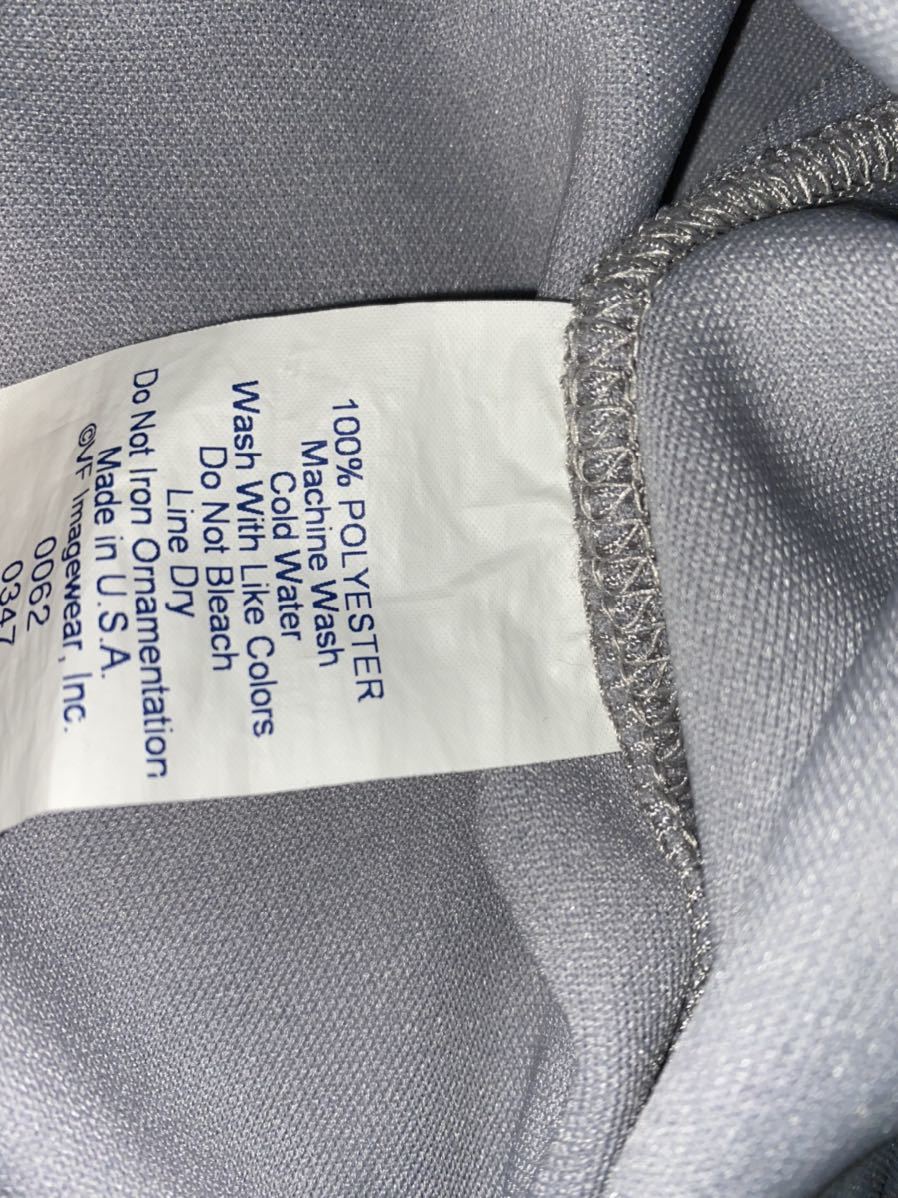 100% POLYESTER
Machine Wash
Cold Water
Wash With Like Colors
Do Not Bleach
Line Dry
Do Not Iron Ornamentation
Made in U.S.A.
©VF Imagewear, Inc.
0062
0347